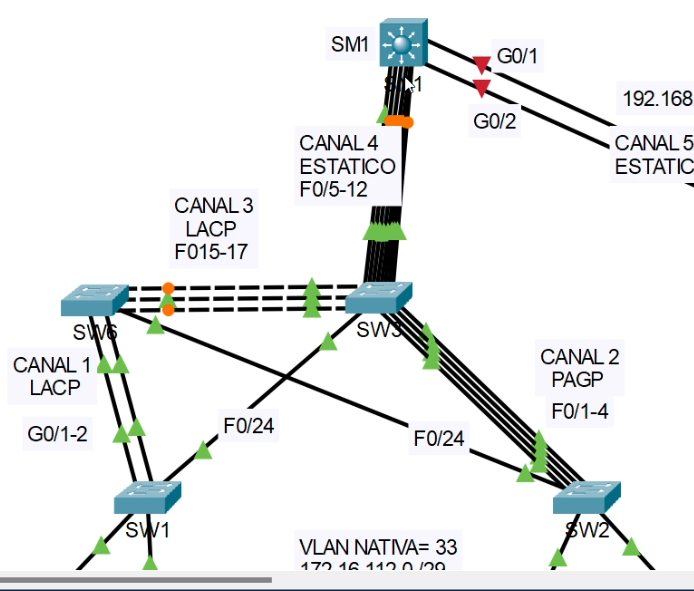 SM1
G0/1
192.168
G0/2
CANAL 4
ESTATICO
F0/5-12
CANAL 5
ESTATIC
CANAL 3
LACP
F015-17
SW6
SW3
CANAL 1
LACP
CANAL 2
PAGP
F0/1-4
G0/1-2
F0/24
F0/24
SW1
SW2
VLAN NATIVA= 33
172.16.112.0 /29